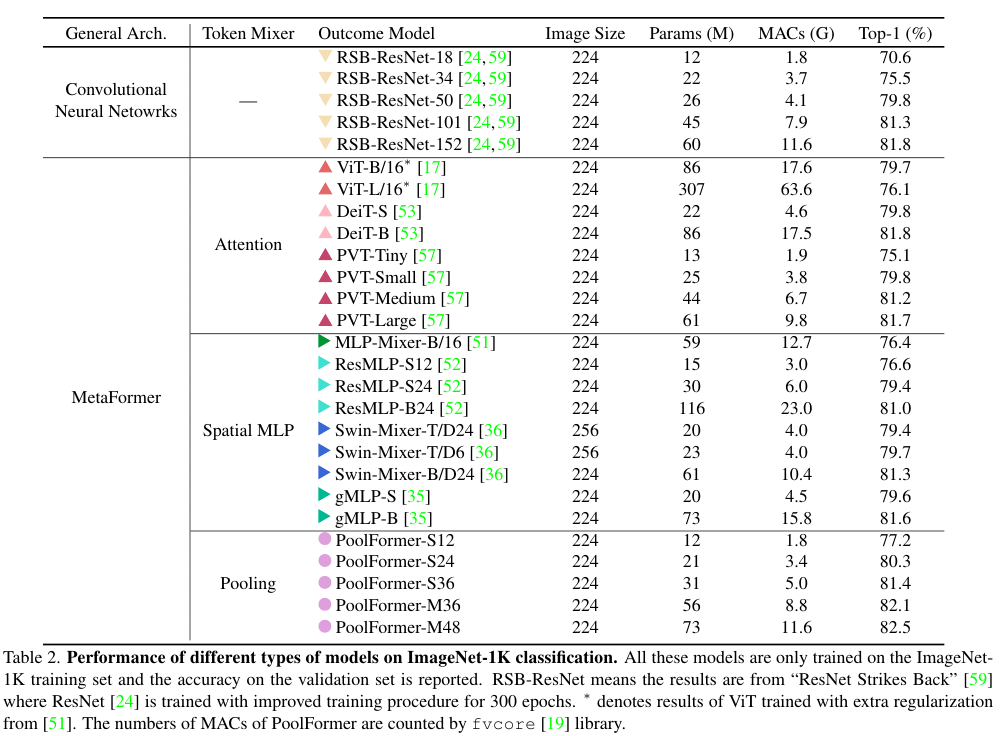 General Arch. Token Mixer Outcome Model Image Size Params (M) MACs (G) Top-1 (%)
Convolutional
Neural Netowrks
—
RSB-ResNet-18 [24,59] 224 12 1.8 70.6
RSB-ResNet-34 [24,59] 224 22 3.7 75.5
RSB-ResNet-50 [24,59] 224 26 4.1 79.8
RSB-ResNet-101 [24,59] 224 45 7.9 81.3
RSB-ResNet-152 [24,59] 224 60 11.6 81.8
MetaFormer
Attention
ViT-B/16* [17] 224 86 17.6 79.7
ViT-L/16* [17] 224 307 63.6 76.1
DeiT-S [53] 224 22 4.6 79.8
DeiT-B [53] 224 86 17.5 81.8
PVT-Tiny [57] 224 13 1.9 75.1
PVT-Small [57] 224 25 3.8 79.8
PVT-Medium [57] 224 44 6.7 81.2
PVT-Large [57] 224 61 9.8 81.7
Spatial MLP
MLP-Mixer-B/16 [51] 224 59 12.7 76.4
ResMLP-S12 [52] 224 15 3.0 76.6
ResMLP-S24 [52] 224 30 6.0 79.4
ResMLP-B24 [52] 224 116 23.0 81.0
Swin-Mixer-T/D24 [36] 256 20 4.0 79.4
Swin-Mixer-T/D6 [36] 256 23 4.0 79.7
Swin-Mixer-B/D24 [36] 224 61 10.4 81.3
gMLP-S [35] 224 20 4.5 79.6
gMLP-B [35] 224 73 15.8 81.6
Pooling
PoolFormer-S12 224 12 1.8 77.2
PoolFormer-S24 224 21 3.4 80.3
PoolFormer-S36 224 31 5.0 81.4
PoolFormer-M36 224 56 8.8 82.1
PoolFormer-M48 224 73 11.6 82.5
Table 2. Performance of different types of models on ImageNet-1K classification. All these models are only trained on the ImageNet-
1K training set and the accuracy on the validation set is reported. RSB-ResNet means the results are from “ResNet Strikes Back” [59]
where ResNet [24] is trained with improved training procedure for 300 epochs. * denotes results of ViT trained with extra regularization
from [51]. The numbers of MACs of PoolFormer are counted by fvcore [19] library.